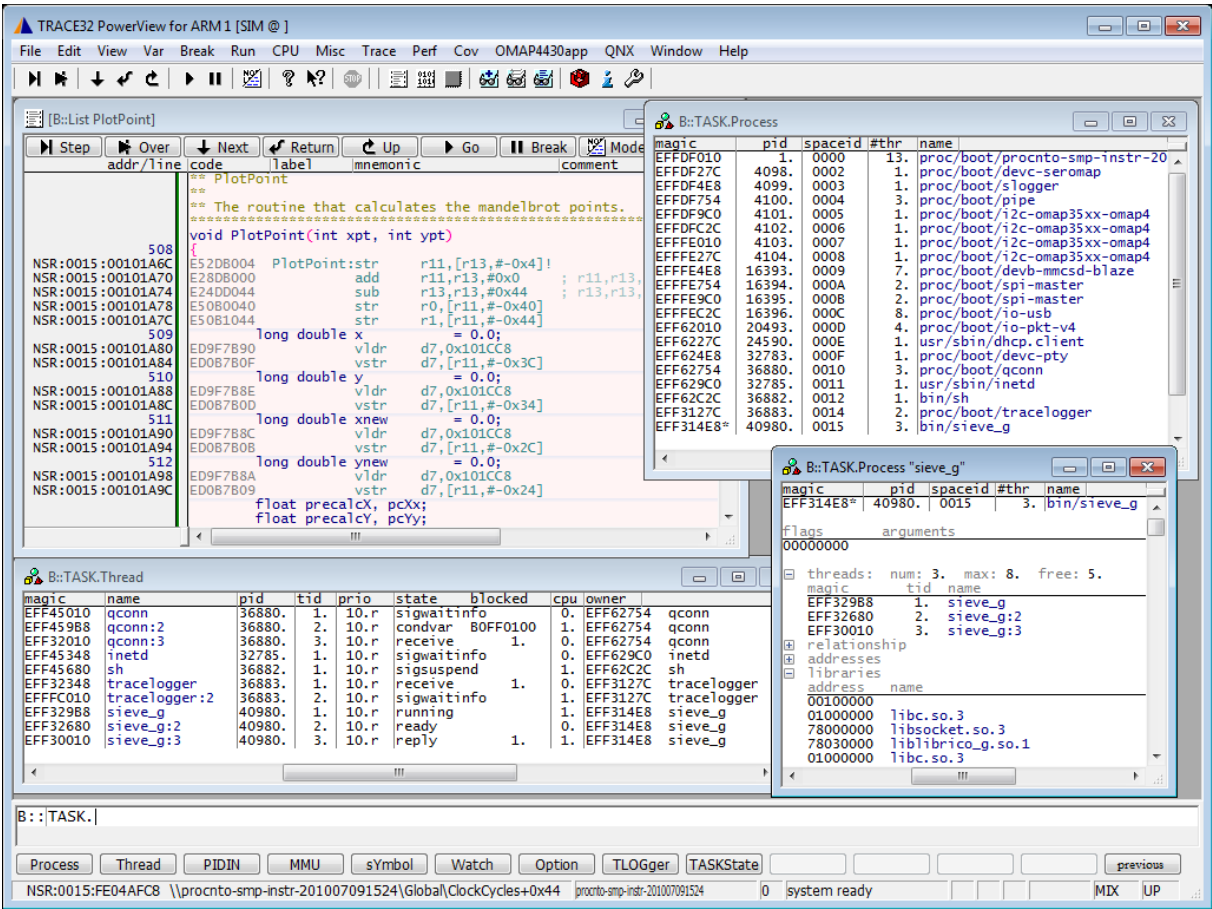 TRACE32 PowerView for ARM 1 [SIM @ ]
File Edit View Var Break Run CPU Misc Trace Perf Cov OMAP4430app QNX Window Help
[B::List PlotPoint]
Step Over Next Return Up Go Break Mode
addr/line code label mnemonic comment
** PlotPoint
**
** The routine that calculates the mandelbrot points.
void PlotPoint(int xpt, int ypt)
508 {
NSR:0015:00101A6C E52DB004 PlotPoint:str r11,[r13,#-0x4]!
NSR:0015:00101A70 E28DB000 add r11,r13,#0x0 ; r11,r13,
NSR:0015:00101A74 E24DD044 sub r13,r13,#0x44 ; r13,r13,
NSR:0015:00101A78 E50B0040 str r0,[r11,#-0x40]
NSR:0015:00101A7C E50B1044 str r1,[r11,#-0x44]
509 long double x = 0.0;
NSR:0015:00101A80 ED9F7B90 vldr d7,0x101CC8
NSR:0015:00101A84 ED0B7B0F vstr d7,[r11,#-0x3C]
510 long double y = 0.0;
NSR:0015:00101A88 ED9F7B8E vldr d7,0x101CC8
NSR:0015:00101A8C ED0B7B0D vstr d7,[r11,#-0x34]
511 long double xnew = 0.0;
NSR:0015:00101A90 ED9F7B8C vldr d7,0x101CC8
NSR:0015:00101A94 ED0B7B0B vstr d7,[r11,#-0x2C]
512 long double ynew = 0.0;
NSR:0015:00101A98 ED9F7B8A vldr d7,0x101CC8
NSR:0015:00101A9C ED0B7B09 vstr d7,[r11,#-0x24]
float precalcX, pcXx;
float precalcY, pcYy;
B::TASK.Process
magic pid spaceid #thr name
EFFDF010 1. 0000 13. proc/boot/procnto-smp-instr-20
EFFDF27C 4098. 0002 1. proc/boot/devc-seromap
EFFDF4E8 4099. 0003 1. proc/boot/slogger
EFFDF754 4100. 0004 3. proc/boot/pipe
EFFDF9C0 4101. 0005 1. proc/boot/i2c-omap35xx-omap4
EFFDFC2C 4102. 0006 1. proc/boot/i2c-omap35xx-omap4
EFFFE010 4103. 0007 1. proc/boot/i2c-omap35xx-omap4
EFFFE27C 4104. 0008 1. proc/boot/i2c-omap35xx-omap4
EFFFE4E8 16393. 0009 7. proc/boot/devb-mmcsd-blaze
EFFFE754 16394. 000A 2. proc/boot/spi-master
EFFFE9C0 16395. 000B 2. proc/boot/spi-master
EFFFEC2C 16396. 000C 8. proc/boot/io-usb
EFF62010 20493. 000D 4. proc/boot/io-pkt-v4
EFF6227C 24590. 000E 1. usr/sbin/dhcp.client
EFF624E8 32783. 000F 1. proc/boot/devc-pty
EFF62754 36880. 0010 3. proc/boot/qconn
EFF629C0 32785. 0011 1. usr/sbin/inetd
EFF62C2C 36882. 0012 1. bin/sh
EFF3127C 36883. 0014 2. proc/boot/tracelogger
EFF314E8* 40980. 0015 3. bin/sieve_g
B::TASK.Process "sieve_g"
magic pid spaceid #thr name
EFF314E8* 40980. 0015 3. bin/sieve_g
flags arguments
00000000
threads: num: 3. max: 8. free: 5.
magic tid name
EFF329B8 1. sieve_g
EFF32680 2. sieve_g:2
EFF30010 3. sieve_g:3
relationship
addresses
libraries
address name
00100000
01000000 libc.so.3
78000000 libsocket.so.3
78030000 liblibrico_g.so.1
01000000 libc.so.3
B::TASK.Thread
magic name pid tid prio state blocked cpu owner
EFF45010 qconn 36880. 1. 10.r sigwaitinfo 0. EFF62754 qconn
EFF459B8 qconn:2 36880. 2. 10.r condvar B0FF0100 1. EFF62754 qconn
EFF32010 qconn:3 36880. 3. 10.r receive 1. 0. EFF62754 qconn
EFF45348 inetd 32785. 1. 10.r sigwaitinfo 0. EFF629C0 inetd
EFF45680 sh 36882. 1. 10.r sigsuspend 1. EFF62C2C sh
EFF32348 tracelogger 36883. 1. 10.r receive 1. 0. EFF3127C tracelogger
EFFFC010 tracelogger:2 36883. 2. 10.r sigwaitinfo 1. EFF3127C tracelogger
EFF329B8 sieve_g 40980. 1. 10.r running 1. EFF314E8 sieve_g
EFF32680 sieve_g:2 40980. 2. 10.r ready 0. EFF314E8 sieve_g
EFF30010 sieve_g:3 40980. 3. 10.r reply 1. 1. EFF314E8 sieve_g
B::TASK.
Process Thread PIDIN MMU sYmbol Watch Option TLOGger TASKState previous
NSR:0015:FE04AFC8 \\procnto-smp-instr-201007091524\Global\ClockCycles+0x44 procnto-smp-instr-201007091524 0 system ready MIX UP